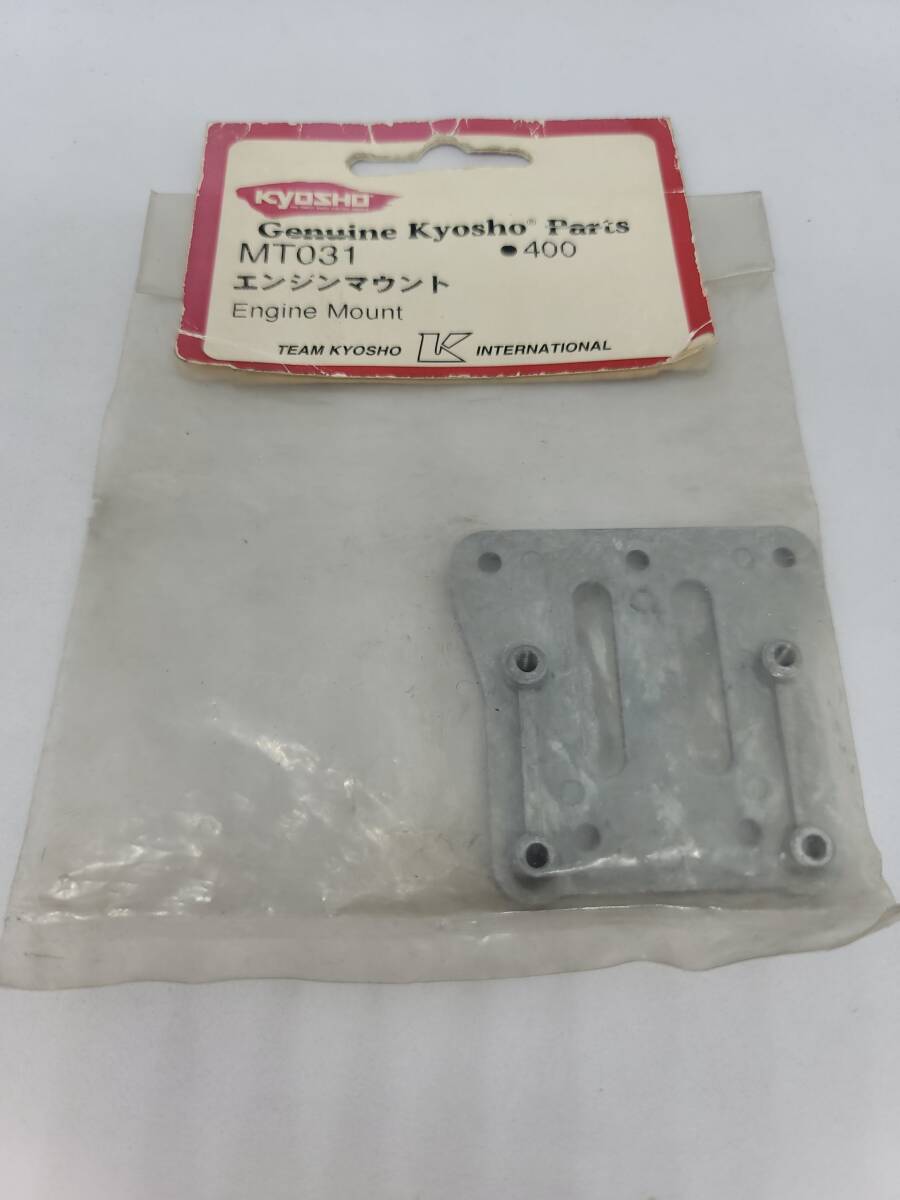 KYOSHO
Genuine Kyosho® Parts
MT031 ●400
エンジンマウント
Engine Mount
TEAM KYOSHO K INTERNATIONAL